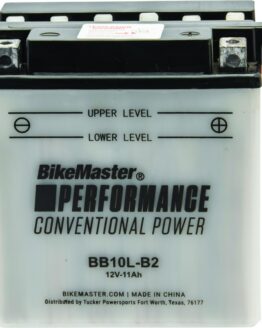 UPPER LEVEL
⊖ ⊕
LOWER LEVEL
BikeMaster®
PERFORMANCE
CONVENTIONAL POWER
BB10L-B2
12V-11Ah
BIKEMASTER.COM | MADE IN CHINA
Distributed by Tucker Powersports Fort Worth, Texas, 76177